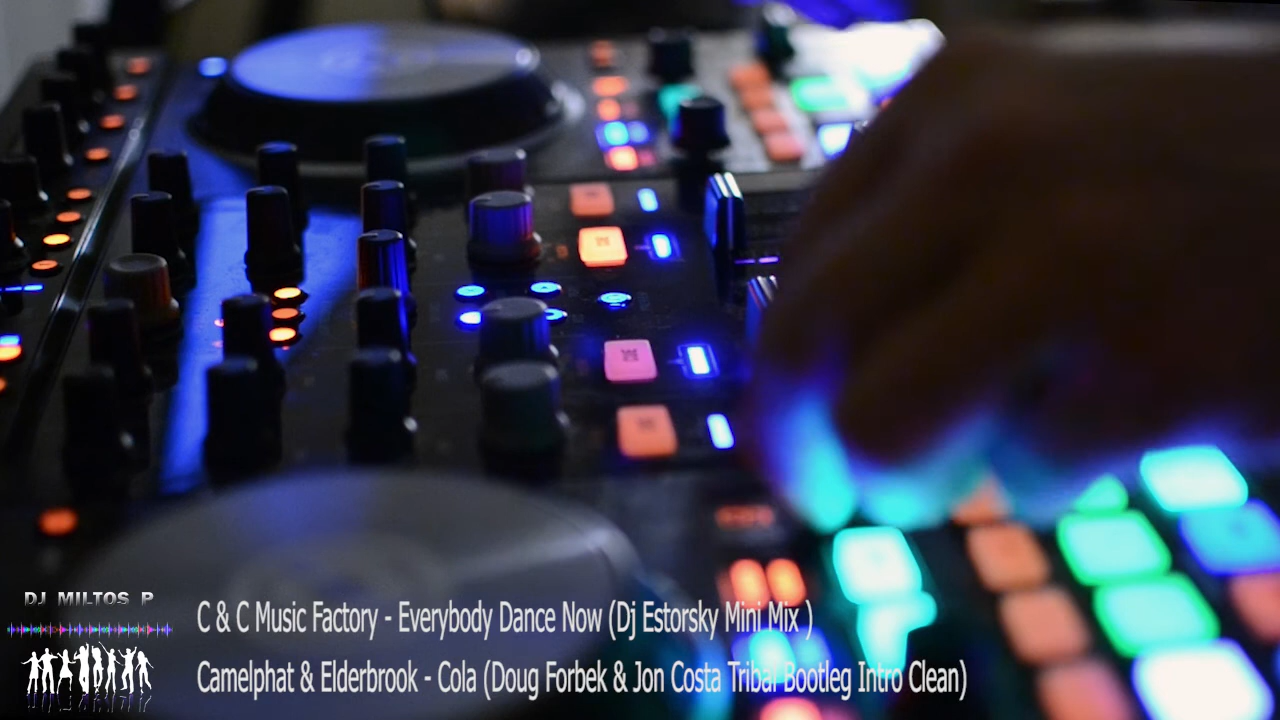 DJ MILTOS P
C & C Music Factory - Everybody Dance Now (Dj Estorsky Mini Mix )
Camelphat & Elderbrook - Cola (Doug Forbek & Jon Costa Tribal Bootleg Intro Clean)